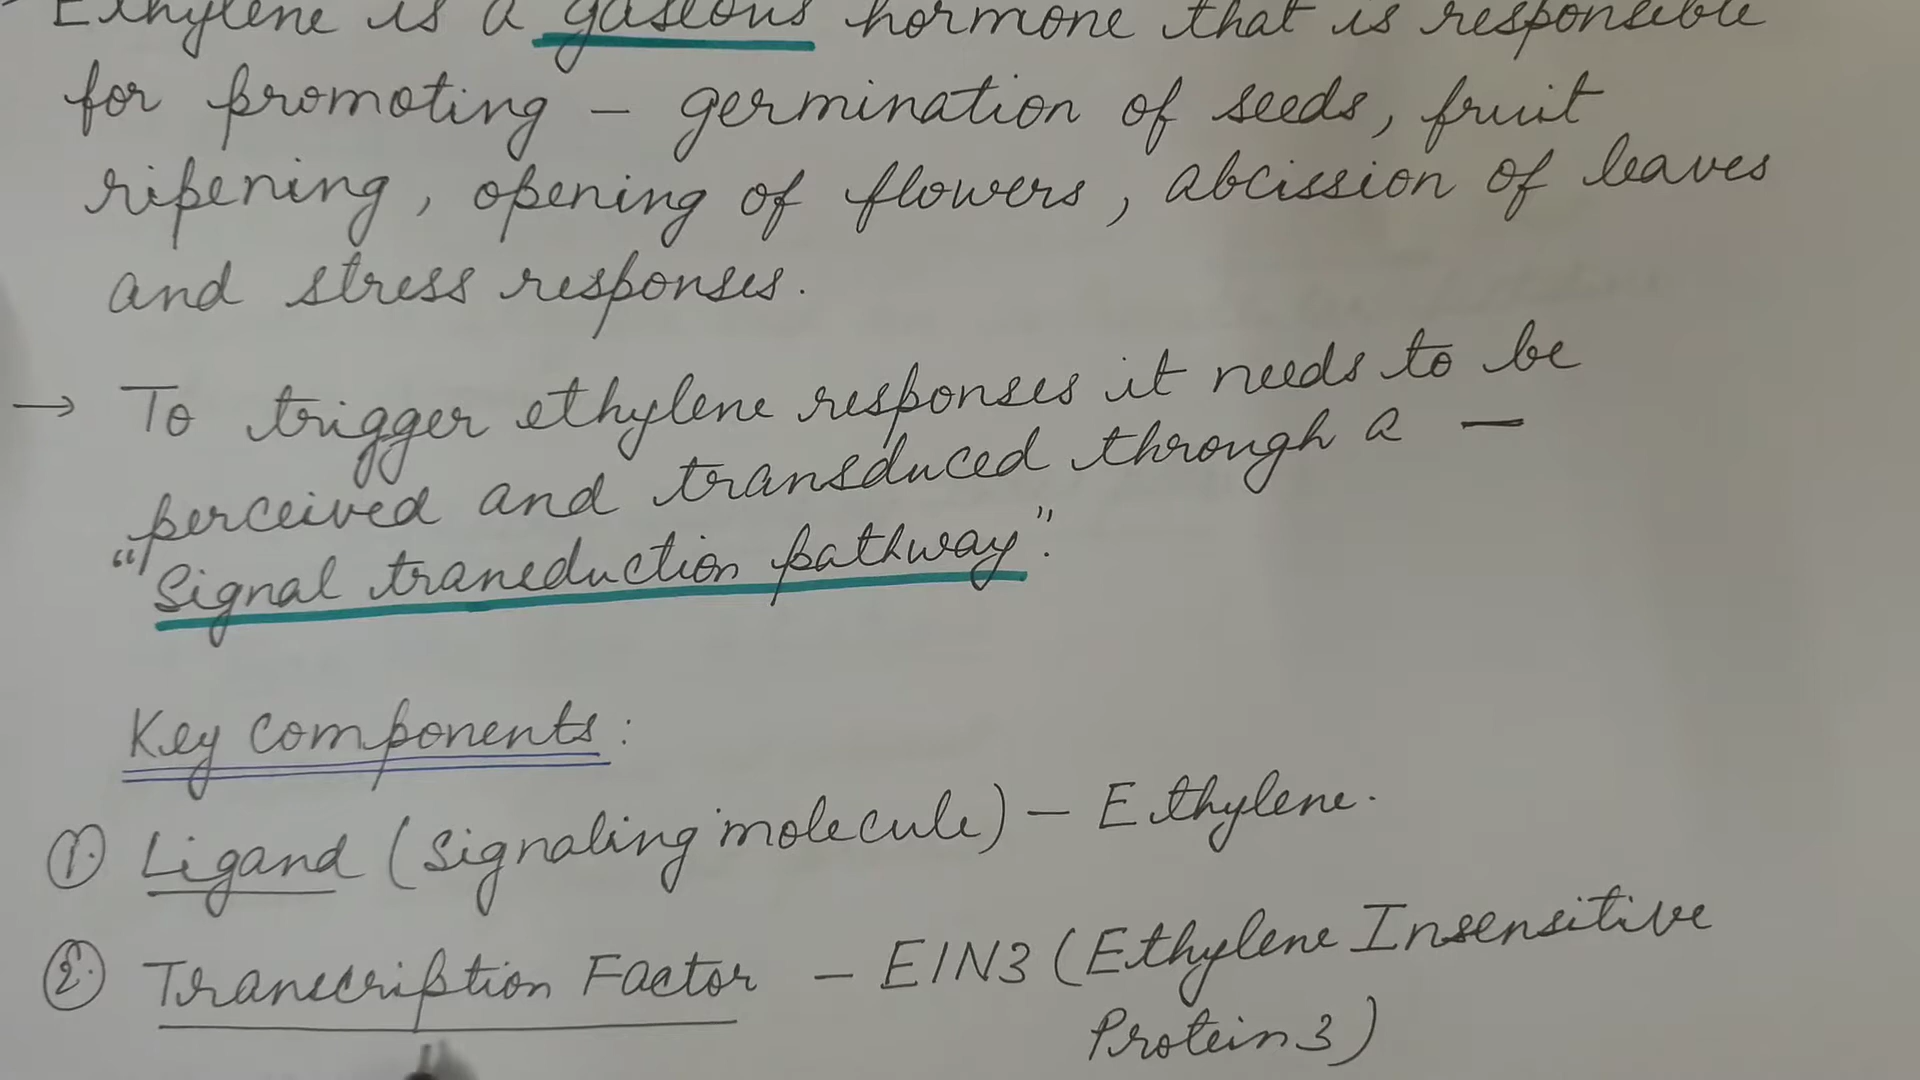 Ethylene is a gaseous hormone that is responsible
for promoting – germination of seeds, fruit
ripening, opening of flowers, abcission of leaves
and stress responses.
→ To trigger ethylene responses it needs to be
perceived and transduced through a –
"Signal transduction pathway".
Key components:
① Ligand (Signaling molecule) – Ethylene.
② Transcription Factor – EIN3 (Ethylene Insensitive
Protein 3)